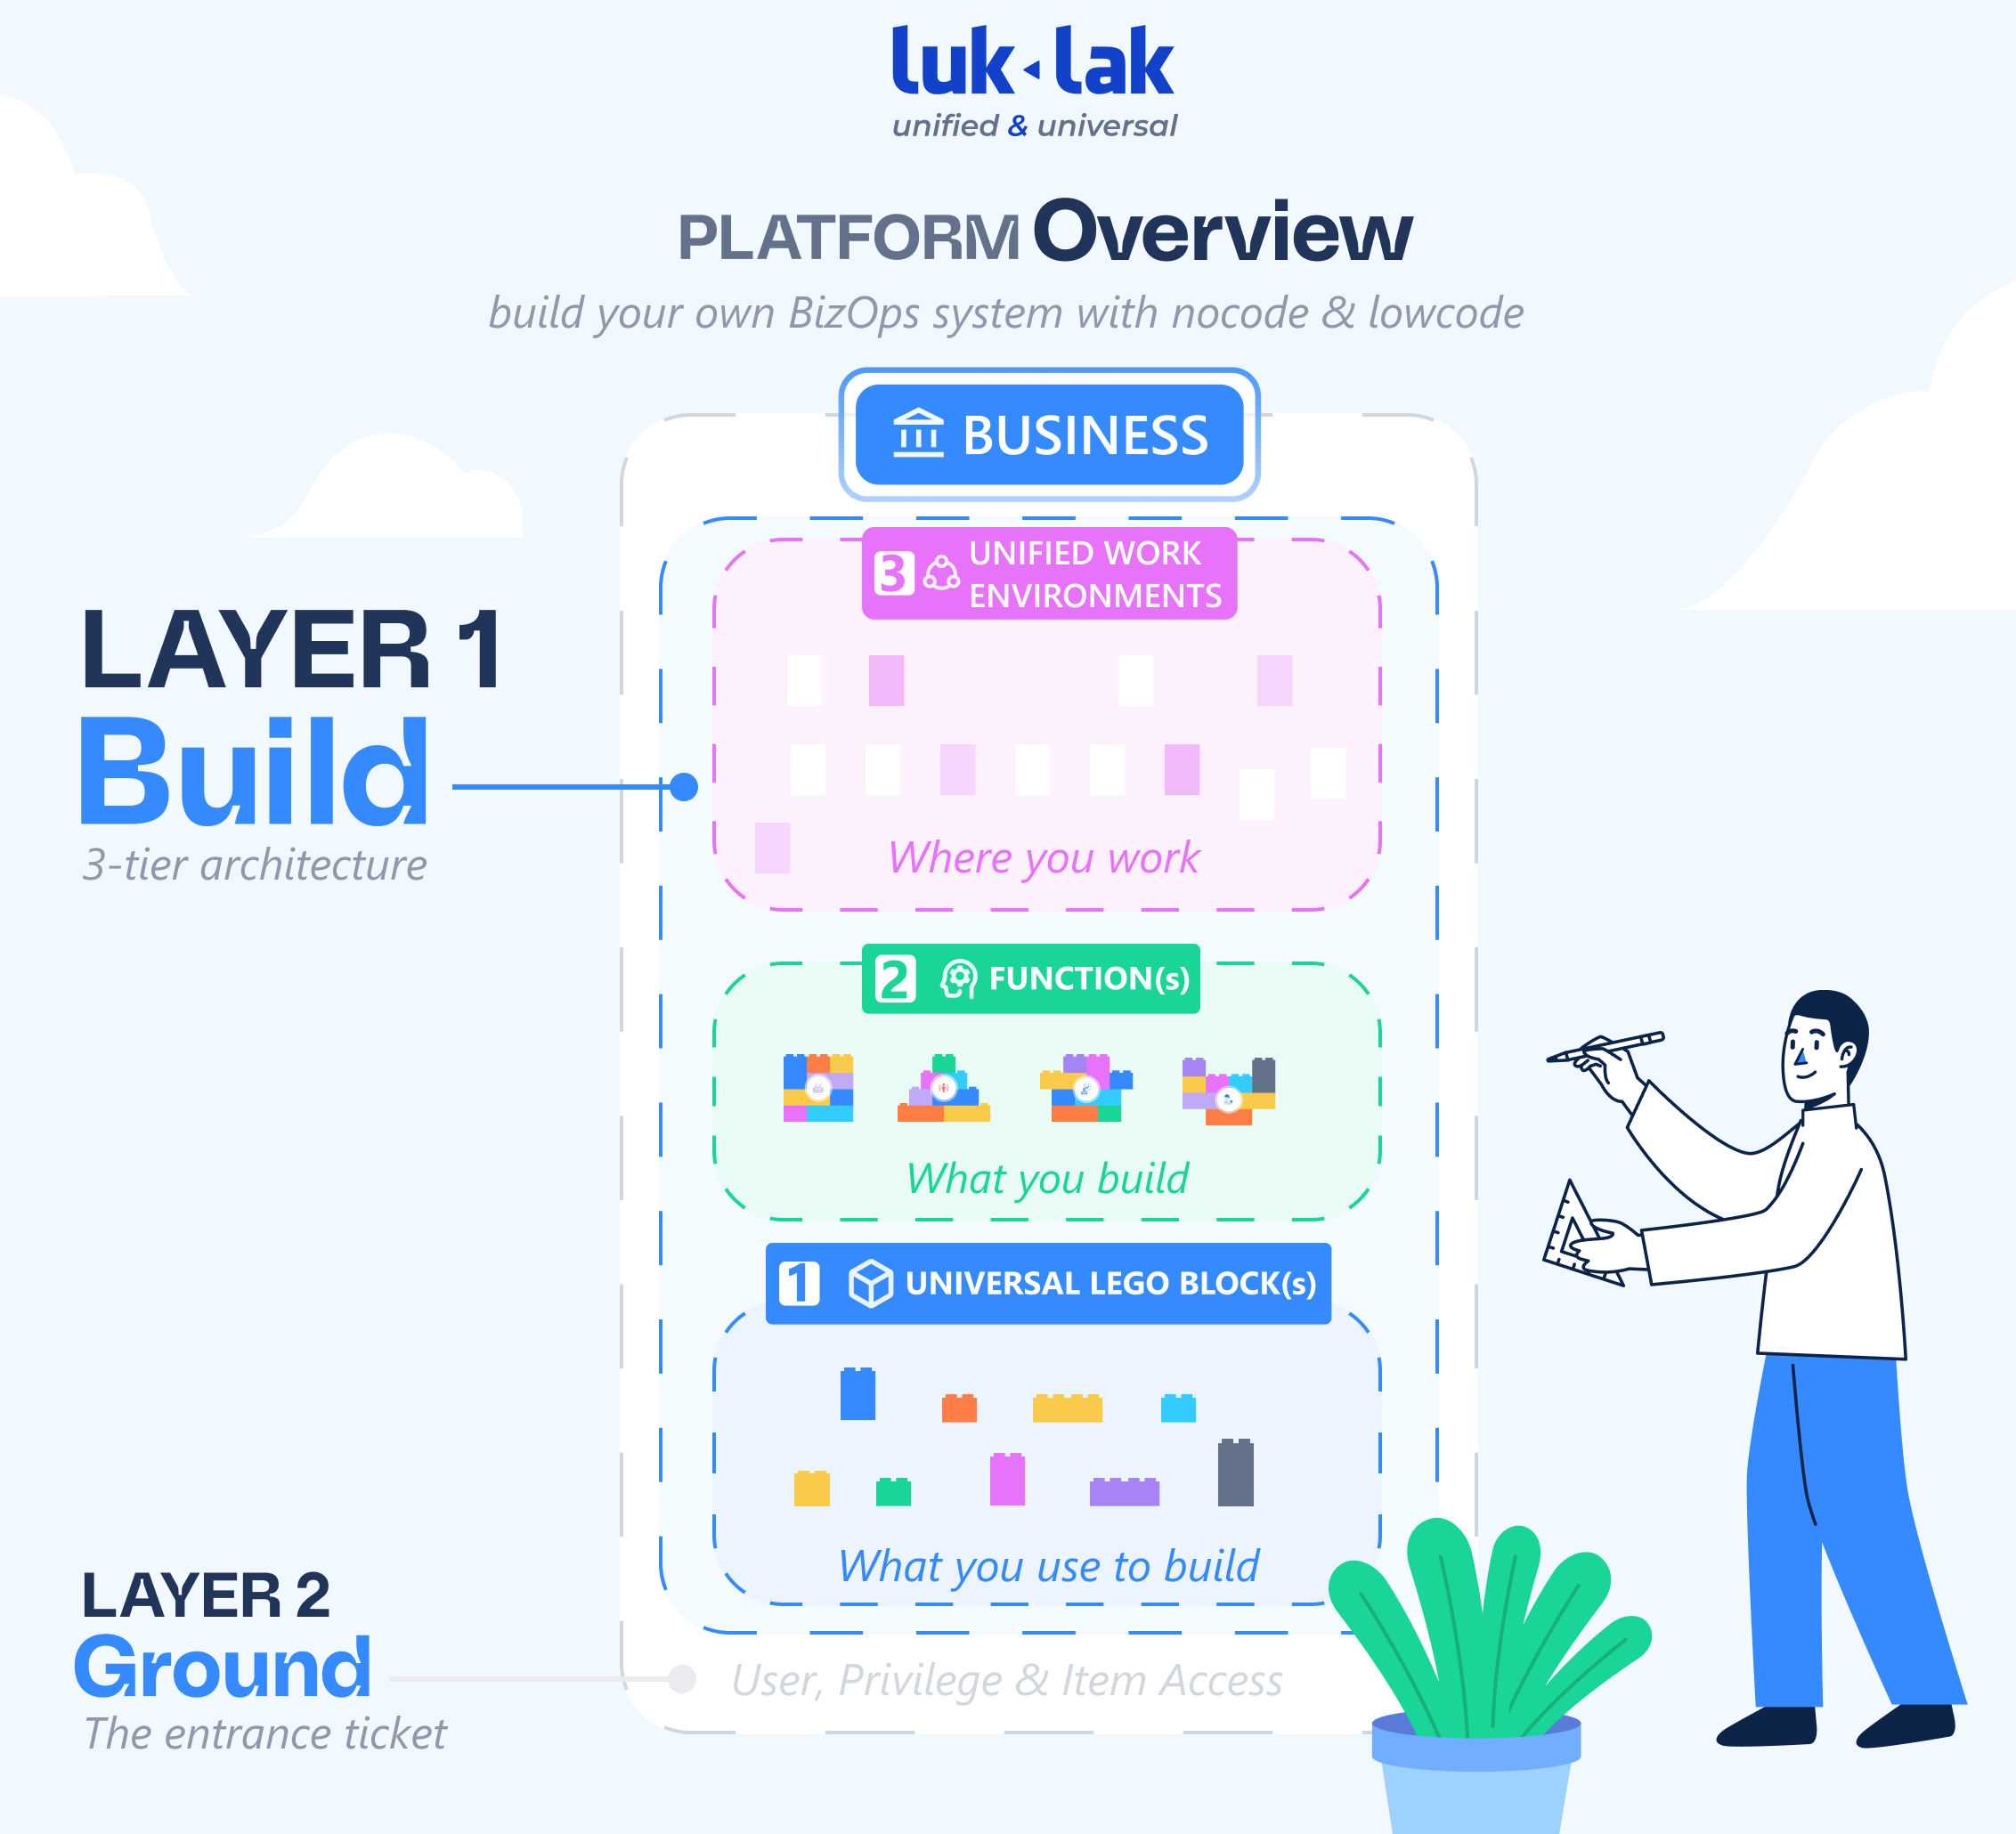 luk lak
unified & universal
PLATFORM Overview
build your own BizOps system with nocode & lowcode
BUSINESS
3 UNIFIED WORK
ENVIRONMENTS
LAYER 1
Build
3-tier architecture
Where you work
2 FUNCTION(s)
What you build
1 UNIVERSAL LEGO BLOCK(s)
What you use to build
LAYER 2
Ground
The entrance ticket
User, Privilege & Item Access